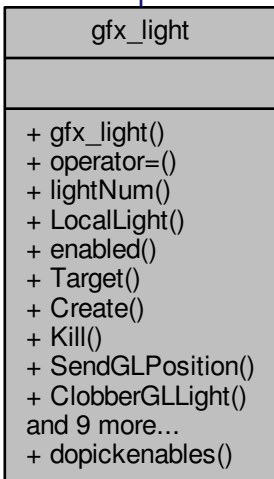 gfx_light
+ gfx_light()
+ operator=()
+ lightNum()
+ LocalLight()
+ enabled()
+ Target()
+ Create()
+ Kill()
+ SendGLPosition()
+ ClobberGLLight()
and 9 more...
+ dopickenables()